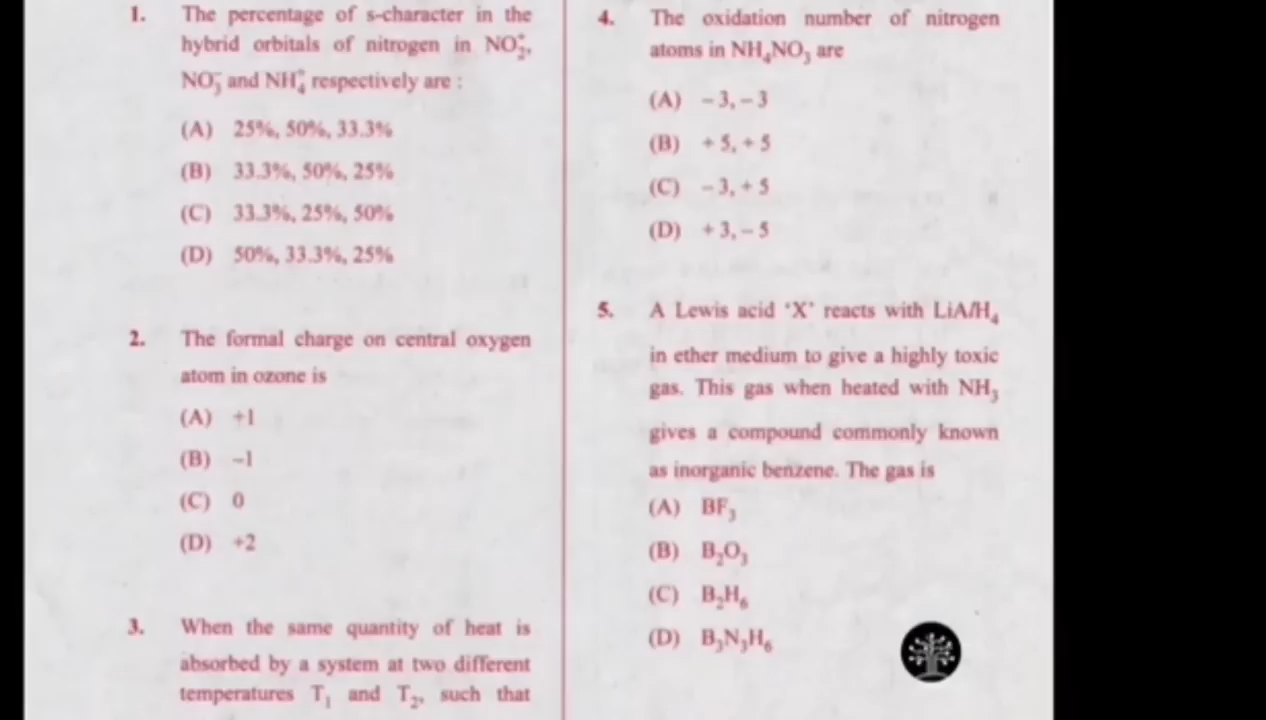 1. The percentage of s-character in the
hybrid orbitals of nitrogen in NO₂⁺,
NO₃⁻ and NH₄⁺ respectively are :
(A) 25%, 50%, 33.3%
(B) 33.3%, 50%, 25%
(C) 33.3%, 25%, 50%
(D) 50%, 33.3%, 25%
2. The formal charge on central oxygen
atom in ozone is
(A) +1
(B) –1
(C) 0
(D) +2
3. When the same quantity of heat is
absorbed by a system at two different
temperatures T₁ and T₂, such that
4. The oxidation number of nitrogen
atoms in NH₄NO₃ are
(A) – 3, – 3
(B) + 5, + 5
(C) – 3, + 5
(D) + 3, – 5
5. A Lewis acid ‘X’ reacts with LiAlH₄
in ether medium to give a highly toxic
gas. This gas when heated with NH₃
gives a compound commonly known
as inorganic benzene. The gas is
(A) BF₃
(B) B₂O₃
(C) B₂H₆
(D) B₃N₃H₆